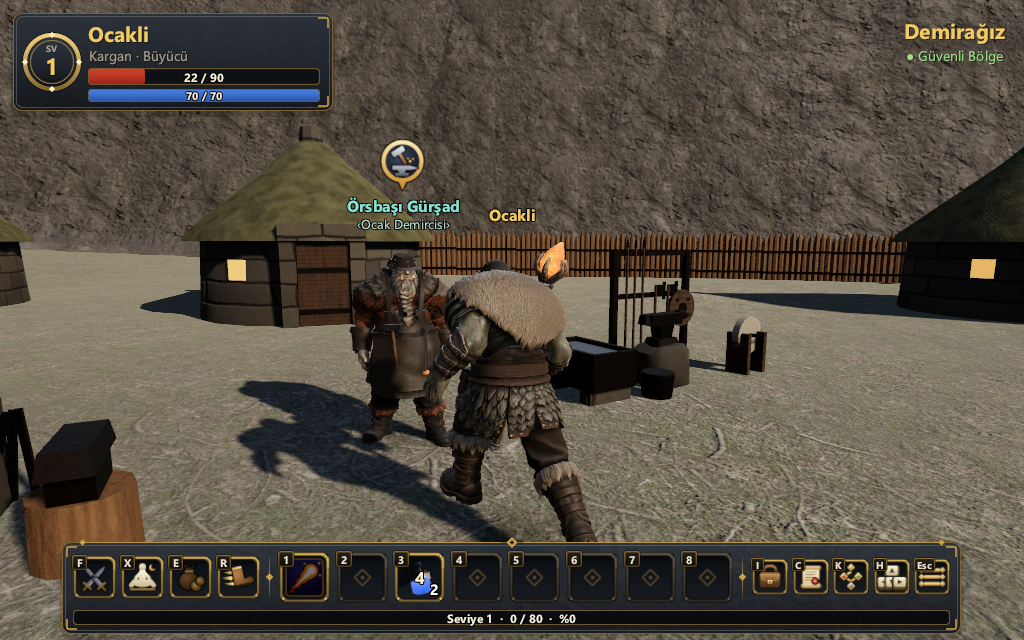 SV
1
Ocakli
Kargan · Büyücü
22 / 90
70 / 70
Demirağız
Güvenli Bölge
Örsbaşı Gürşad
‹Ocak Demircisi›
Ocakli
F
X
E
R
1
2
3
4
2
4
5
6
7
8
I
C
K
H
Esc
Seviye 1 · 0 / 80 · %0